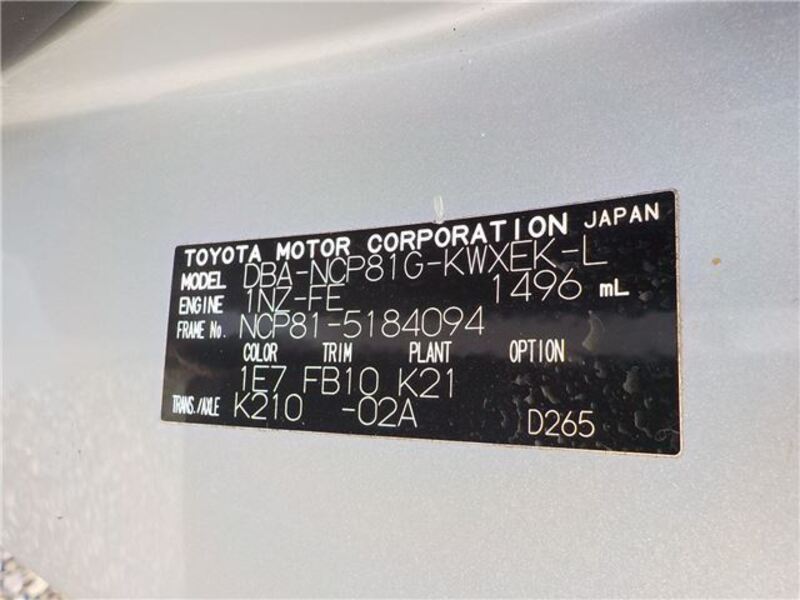 TOYOTA MOTOR CORPORATION JAPAN
MODEL DBA-NCP81G-KWXEK-L
ENGINE 1NZ-FE 1496 mL
FRAME No. NCP81-5184094
COLOR TRIM PLANT OPTION
1E7 FB10 K21
TRANS./AXLE K210 -02A D265